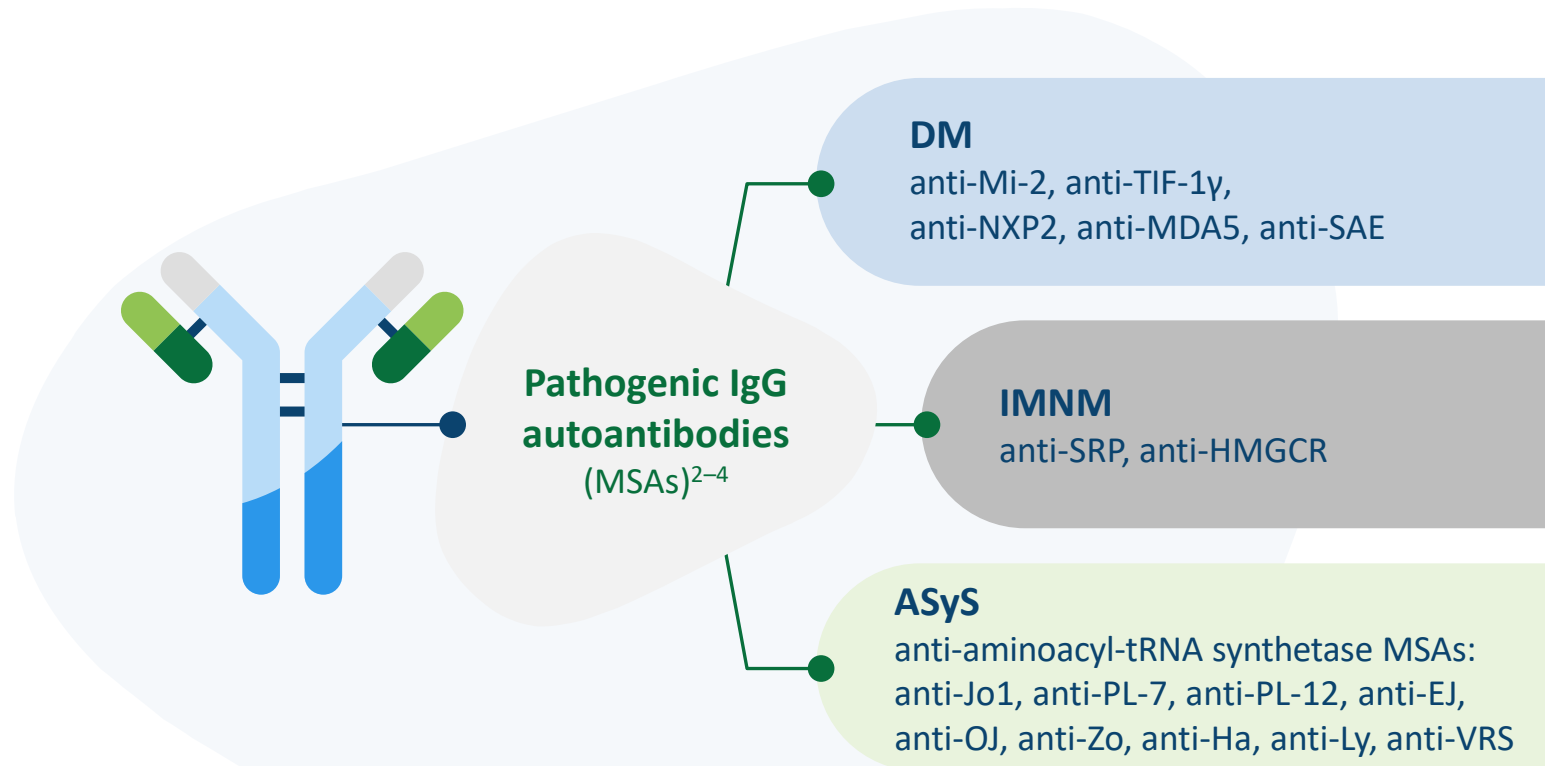 Pathogenic IgG
autoantibodies
(MSAs)²⁻⁴
DM
anti-Mi-2, anti-TIF-1γ,
anti-NXP2, anti-MDA5, anti-SAE
IMNM
anti-SRP, anti-HMGCR
ASyS
anti-aminoacyl-tRNA synthetase MSAs:
anti-Jo1, anti-PL-7, anti-PL-12, anti-EJ,
anti-OJ, anti-Zo, anti-Ha, anti-Ly, anti-VRS